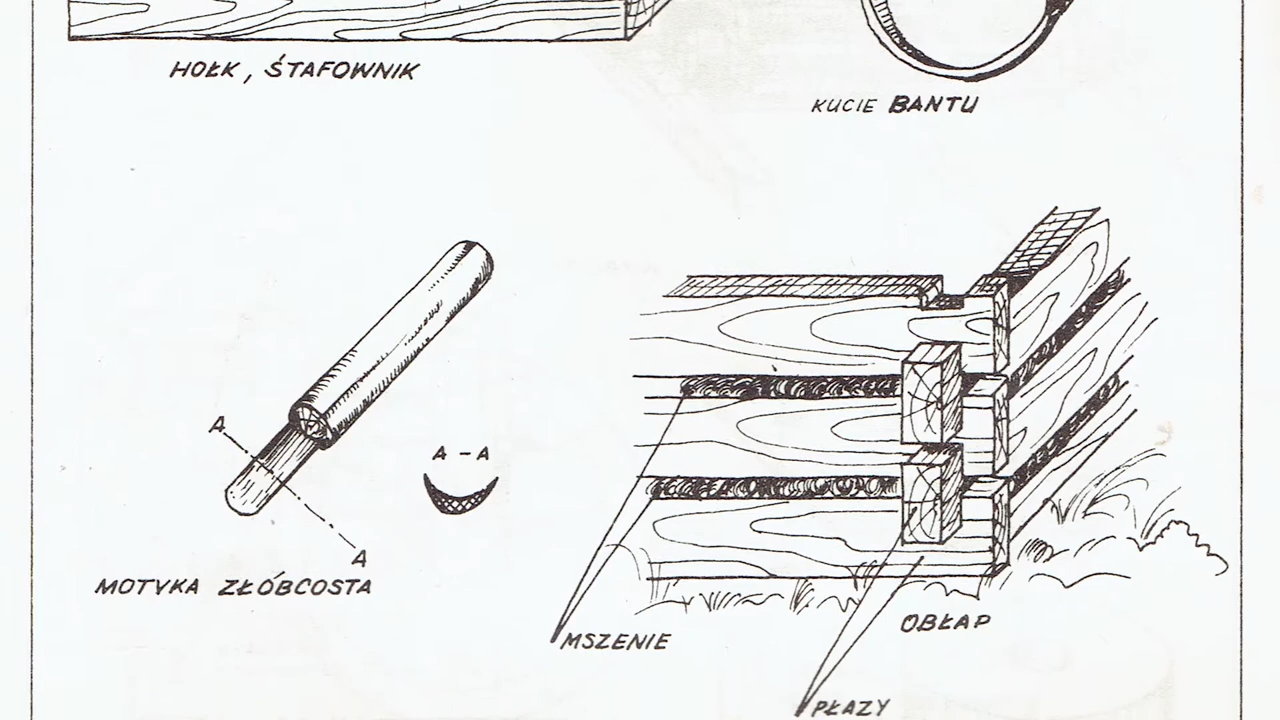 HOŁK, ŚTAFOWNIK
KUCIE BANTU
A
A - A
A
MOTYKA ZŁÓBCOSTA
MSZENIE
OBŁAP
PŁAZY